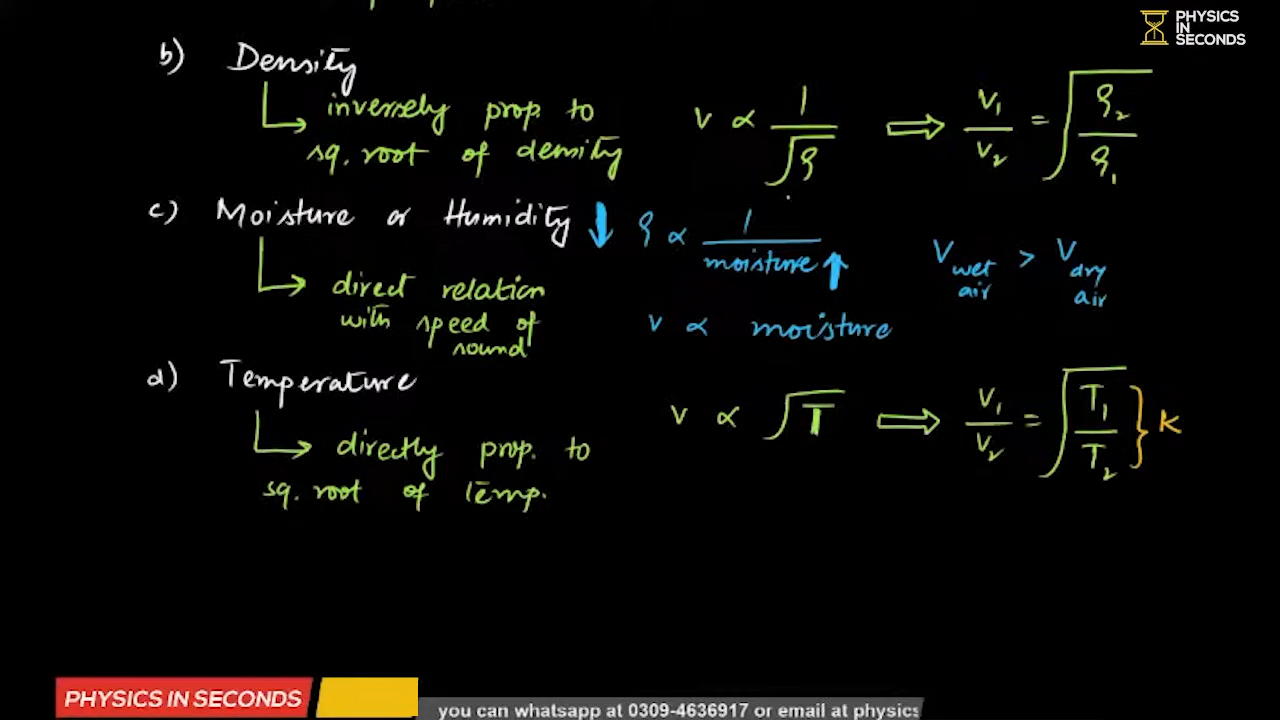 PHYSICS
IN
SECONDS
b) Density
inversely prop. to
sq. root of density
v ∝ 1/√ρ ⇒ v₁/v₂ = √(ρ₂/ρ₁)
c) Moisture or Humidity ↓ ρ ∝ 1/moisture ↑
V wet air > V dry air
direct relation
with speed of
sound
v ∝ moisture
d) Temperature
v ∝ √T ⇒ v₁/v₂ = √(T₁/T₂) } K
directly prop. to
sq. root of Temp.
PHYSICS IN SECONDS
you can whatsapp at 0309-4636917 or email at physics